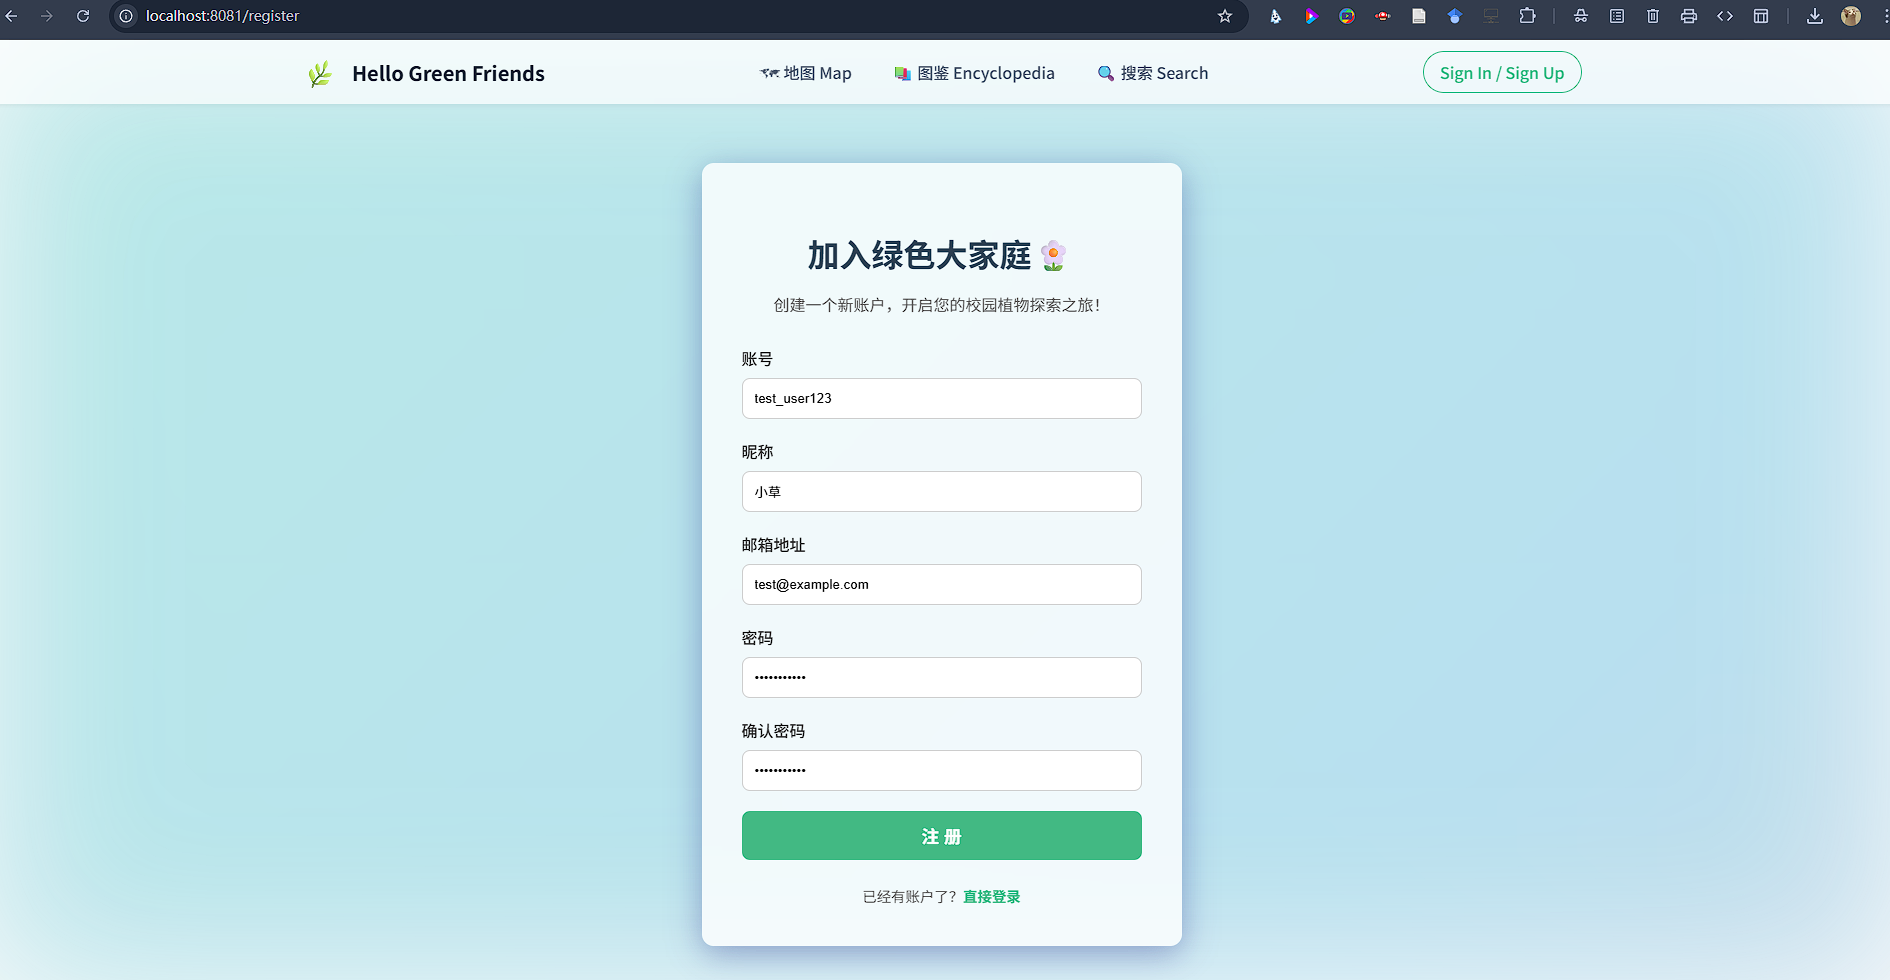 localhost:8081/register
Hello Green Friends
地图 Map
图鉴 Encyclopedia
搜索 Search
Sign In / Sign Up
加入绿色大家庭
创建一个新账户，开启您的校园植物探索之旅！
账号
test_user123
昵称
小草
邮箱地址
test@example.com
密码
•••••••••••
确认密码
•••••••••••
注 册
已经有账户了？直接登录